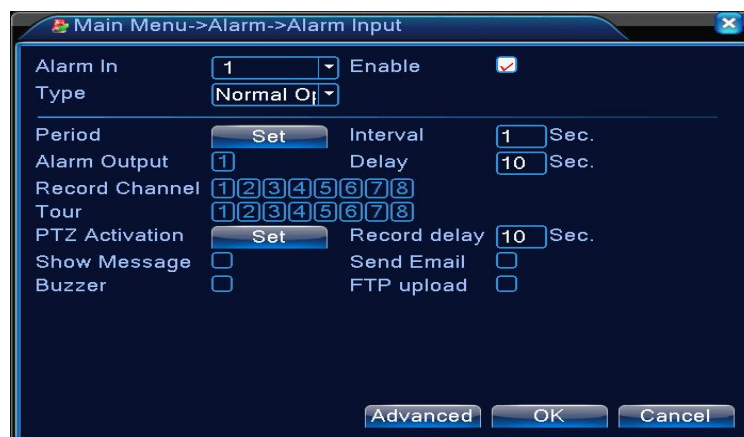 Main Menu->Alarm->Alarm Input
Alarm In 1 Enable
Type Normal Op
Period Set Interval 1 Sec.
Alarm Output 1 Delay 10 Sec.
Record Channel 1 2 3 4 5 6 7 8
Tour 1 2 3 4 5 6 7 8
PTZ Activation Set Record delay 10 Sec.
Show Message Send Email
Buzzer FTP upload
Advanced OK Cancel